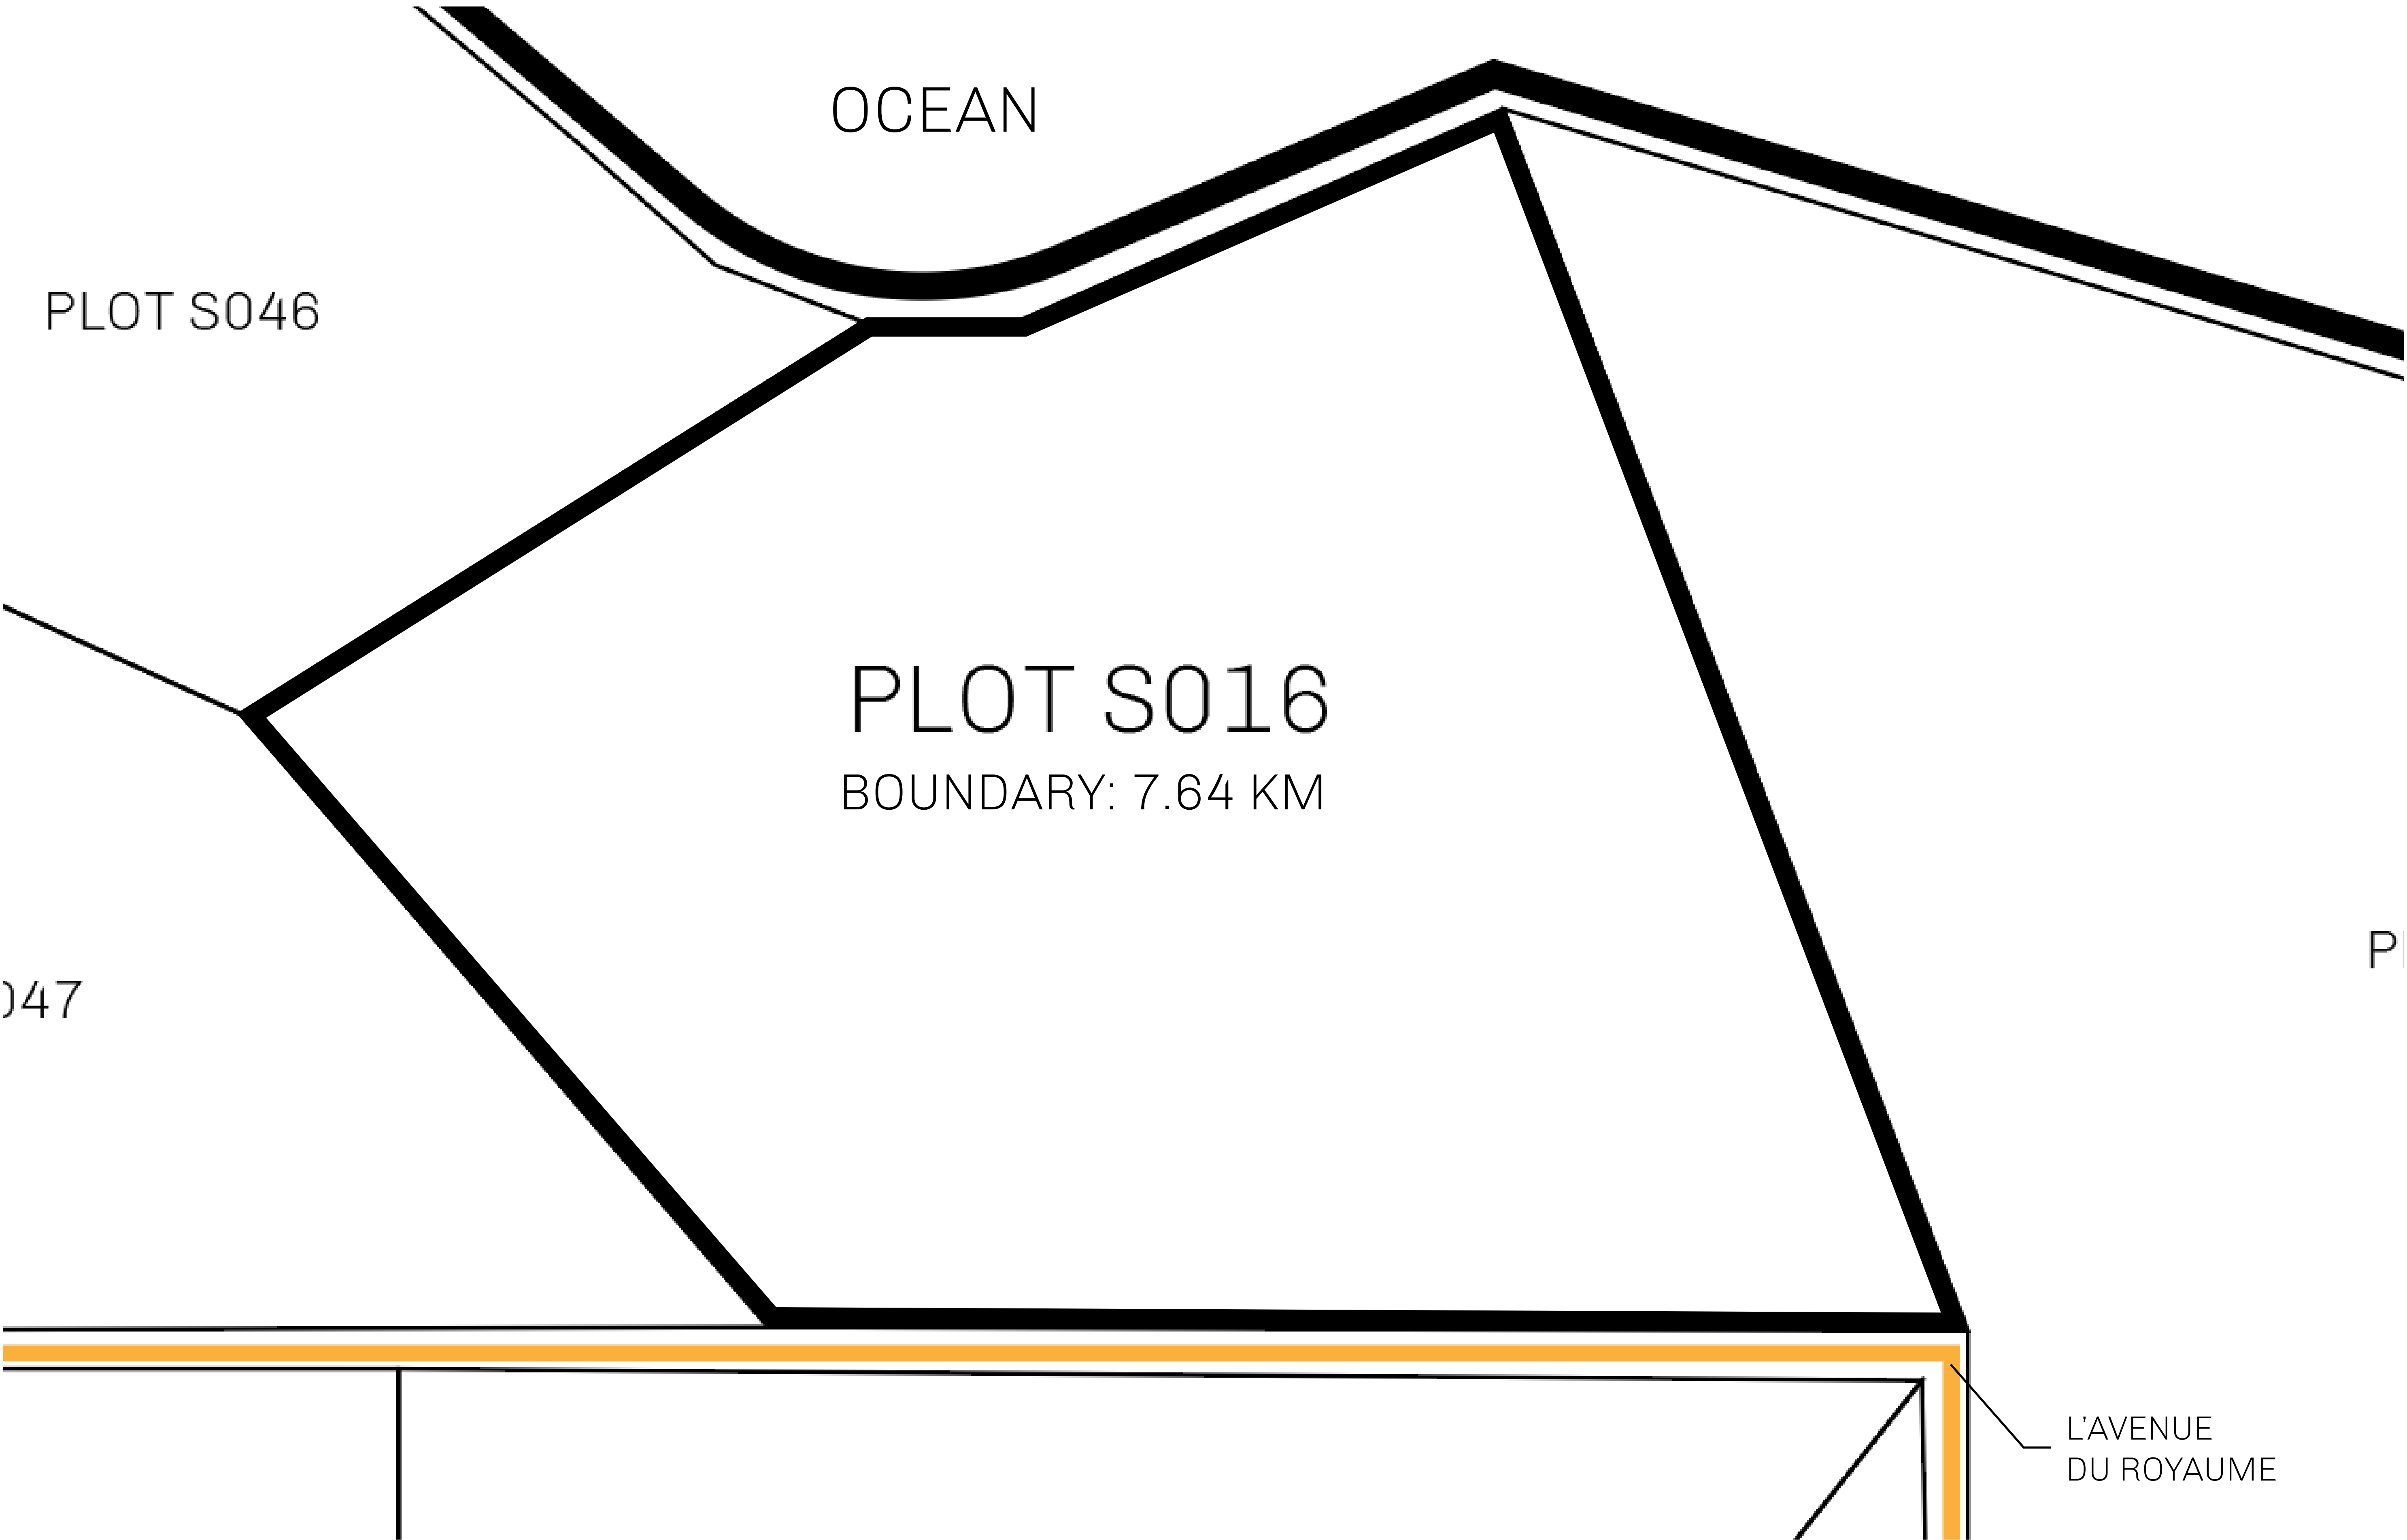 OCEAN
PLOT S046
PLOT S016
BOUNDARY: 7.64 KM
047
L'AVENUE
DU ROYAUME